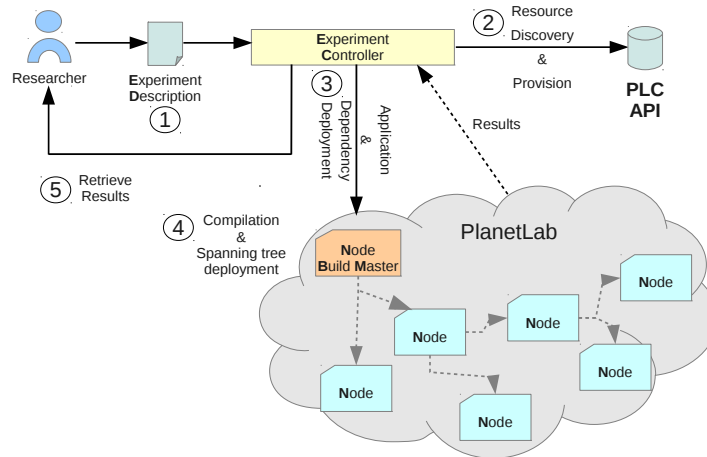 Researcher
Experiment
Description
1
Experiment
Controller
2
Resource
Discovery
&
Provision
PLC
API
3
Application
&
Dependency
Deployment
Results
5
Retrieve
Results
4
Compilation
&
Spanning tree
deployment
PlanetLab
Node
Build Master
Node
Node
Node
Node
Node
Node